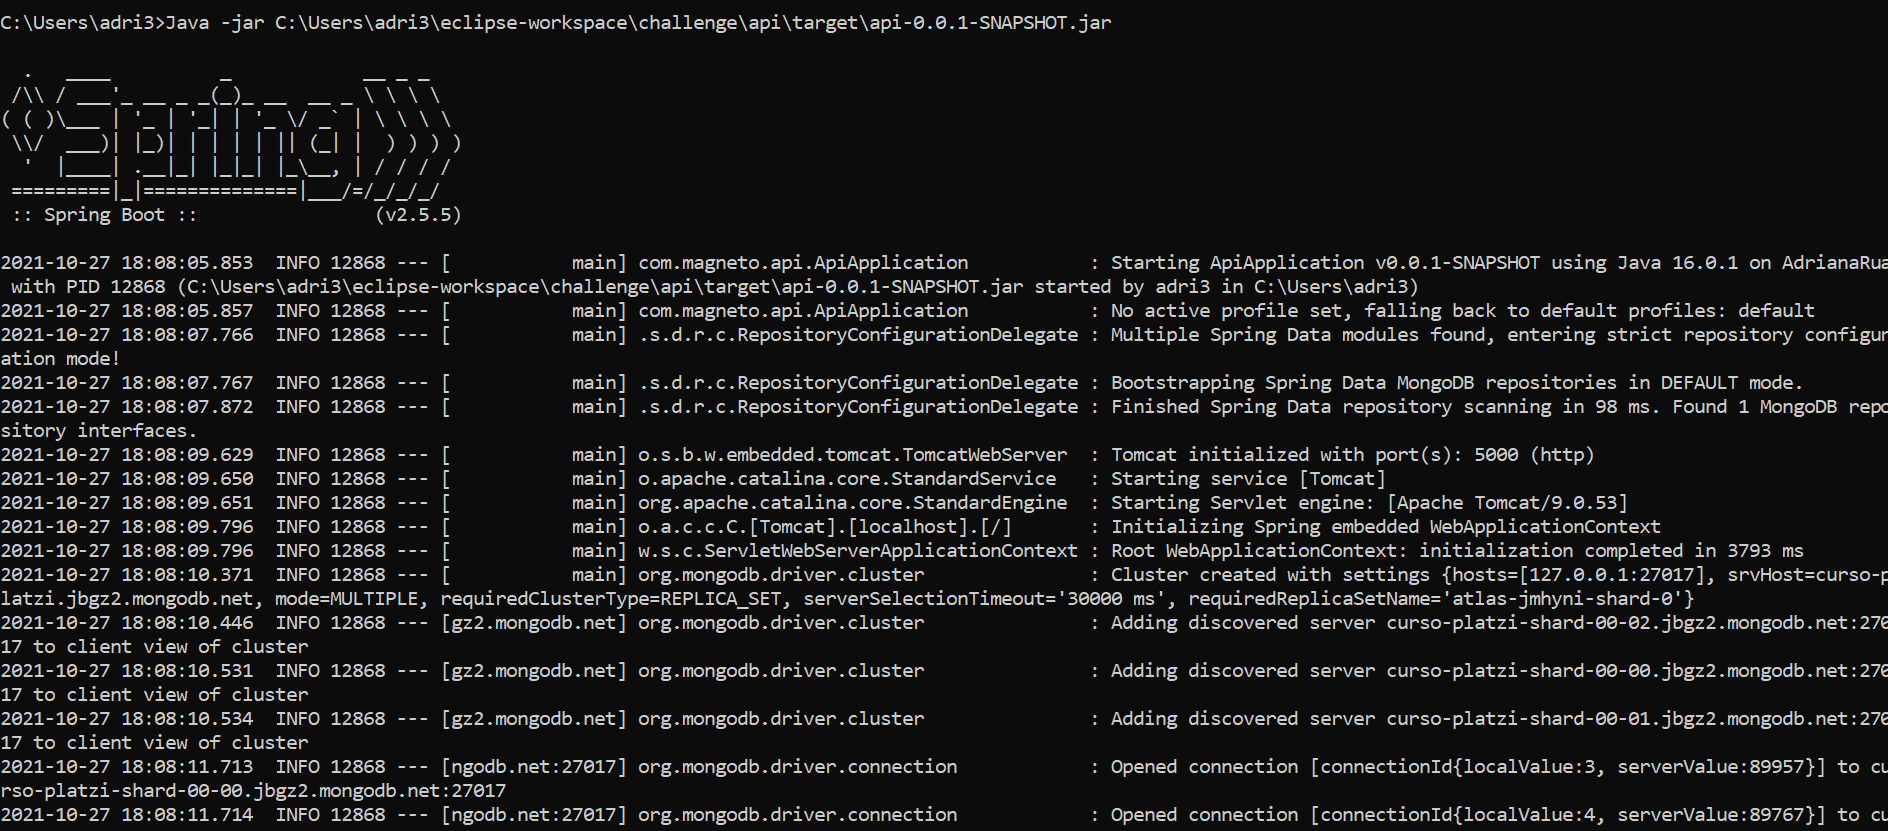 C:\Users\adri3>Java -jar C:\Users\adri3\eclipse-workspace\challenge\api\target\api-0.0.1-SNAPSHOT.jar
  .   ____          _            __ _ _
 /\\ / ___'_ __ _ _(_)_ __  __ _ \ \ \ \
( ( )\___ | '_ | '_| | '_ \/ _` | \ \ \ \
 \\/  ___)| |_)| | | | | || (_| |  ) ) ) )
  '  |____| .__|_| |_|_| |_\__, | / / / /
 =========|_|==============|___/=/_/_/_/
 :: Spring Boot ::                (v2.5.5)
2021-10-27 18:08:05.853  INFO 12868 --- [           main] com.magneto.api.ApiApplication           : Starting ApiApplication v0.0.1-SNAPSHOT using Java 16.0.1 on AdrianaRua
 with PID 12868 (C:\Users\adri3\eclipse-workspace\challenge\api\target\api-0.0.1-SNAPSHOT.jar started by adri3 in C:\Users\adri3)
2021-10-27 18:08:05.857  INFO 12868 --- [           main] com.magneto.api.ApiApplication           : No active profile set, falling back to default profiles: default
2021-10-27 18:08:07.766  INFO 12868 --- [           main] .s.d.r.c.RepositoryConfigurationDelegate : Multiple Spring Data modules found, entering strict repository configur
ation mode!
2021-10-27 18:08:07.767  INFO 12868 --- [           main] .s.d.r.c.RepositoryConfigurationDelegate : Bootstrapping Spring Data MongoDB repositories in DEFAULT mode.
2021-10-27 18:08:07.872  INFO 12868 --- [           main] .s.d.r.c.RepositoryConfigurationDelegate : Finished Spring Data repository scanning in 98 ms. Found 1 MongoDB repo
sitory interfaces.
2021-10-27 18:08:09.629  INFO 12868 --- [           main] o.s.b.w.embedded.tomcat.TomcatWebServer  : Tomcat initialized with port(s): 5000 (http)
2021-10-27 18:08:09.650  INFO 12868 --- [           main] o.apache.catalina.core.StandardService   : Starting service [Tomcat]
2021-10-27 18:08:09.651  INFO 12868 --- [           main] org.apache.catalina.core.StandardEngine  : Starting Servlet engine: [Apache Tomcat/9.0.53]
2021-10-27 18:08:09.796  INFO 12868 --- [           main] o.a.c.c.C.[Tomcat].[localhost].[/]       : Initializing Spring embedded WebApplicationContext
2021-10-27 18:08:09.796  INFO 12868 --- [           main] w.s.c.ServletWebServerApplicationContext : Root WebApplicationContext: initialization completed in 3793 ms
2021-10-27 18:08:10.371  INFO 12868 --- [           main] org.mongodb.driver.cluster               : Cluster created with settings {hosts=[127.0.0.1:27017], srvHost=curso-p
latzi.jbgz2.mongodb.net, mode=MULTIPLE, requiredClusterType=REPLICA_SET, serverSelectionTimeout='30000 ms', requiredReplicaSetName='atlas-jmhyni-shard-0'}
2021-10-27 18:08:10.446  INFO 12868 --- [gz2.mongodb.net] org.mongodb.driver.cluster               : Adding discovered server curso-platzi-shard-00-02.jbgz2.mongodb.net:270
17 to client view of cluster
2021-10-27 18:08:10.531  INFO 12868 --- [gz2.mongodb.net] org.mongodb.driver.cluster               : Adding discovered server curso-platzi-shard-00-00.jbgz2.mongodb.net:270
17 to client view of cluster
2021-10-27 18:08:10.534  INFO 12868 --- [gz2.mongodb.net] org.mongodb.driver.cluster               : Adding discovered server curso-platzi-shard-00-01.jbgz2.mongodb.net:270
17 to client view of cluster
2021-10-27 18:08:11.713  INFO 12868 --- [ngodb.net:27017] org.mongodb.driver.connection            : Opened connection [connectionId{localValue:3, serverValue:89957}] to cu
rso-platzi-shard-00-00.jbgz2.mongodb.net:27017
2021-10-27 18:08:11.714  INFO 12868 --- [ngodb.net:27017] org.mongodb.driver.connection            : Opened connection [connectionId{localValue:4, serverValue:89767}] to cu